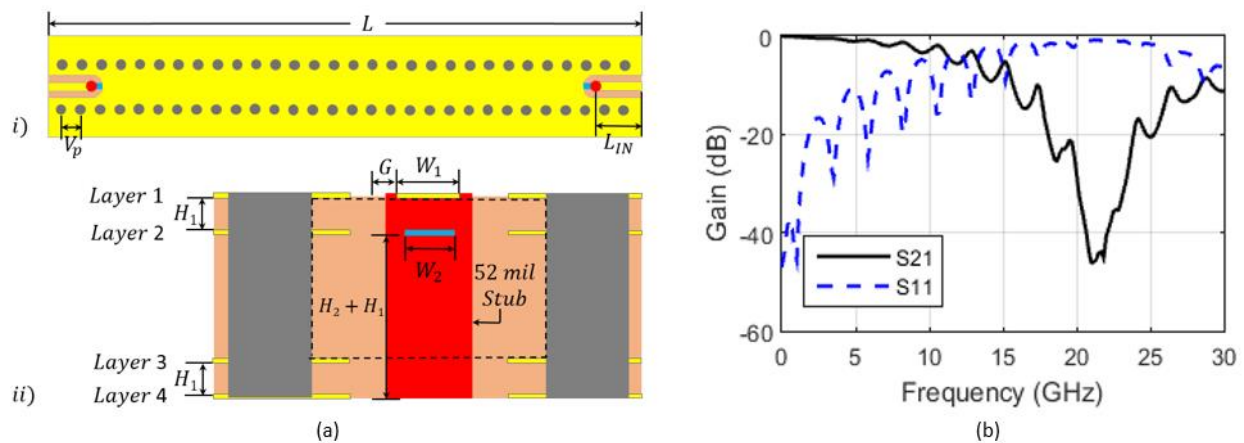 L
i)
V_p
L_IN
G
W_1
Layer 1
H_1
Layer 2
W_2
52 mil
Stub
H_2 + H_1
Layer 3
H_1
ii)
Layer 4
(a)
0
-20
-40
-60
Gain (dB)
S21
S11
0
5
10
15
20
25
30
Frequency (GHz)
(b)